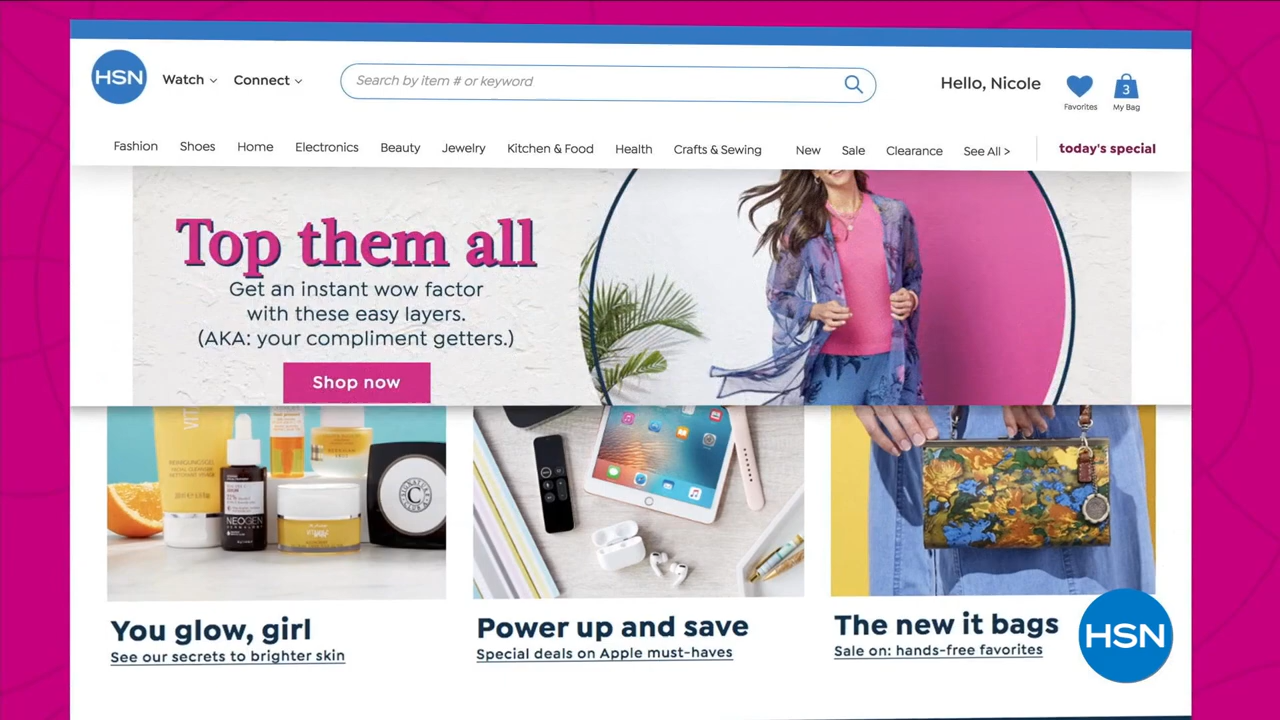 HSN
Watch
Connect
Search by item # or keyword
Hello, Nicole
Favorites
3
My Bag
Fashion
Shoes
Home
Electronics
Beauty
Jewelry
Kitchen & Food
Health
Crafts & Sewing
New
Sale
Clearance
See All >
today's special
Top them all
Get an instant wow factor
with these easy layers.
(AKA: your compliment getters.)
Shop now
REINIGUNGSGEL
FACIAL CLEANSER
NEOGEN
C
You glow, girl
See our secrets to brighter skin
Power up and save
Special deals on Apple must-haves
The new it bags
Sale on: hands-free favorites
HSN